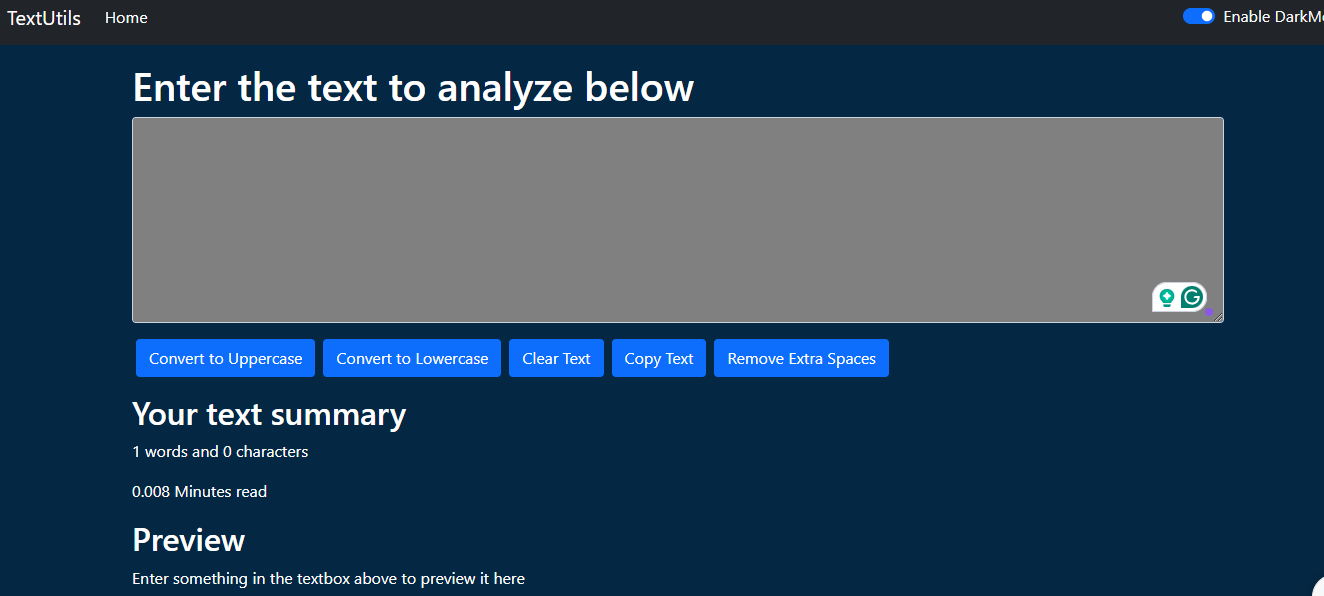 TextUtils Home Enable DarkMo
Enter the text to analyze below
Convert to Uppercase Convert to Lowercase Clear Text Copy Text Remove Extra Spaces
Your text summary
1 words and 0 characters
0.008 Minutes read
Preview
Enter something in the textbox above to preview it here